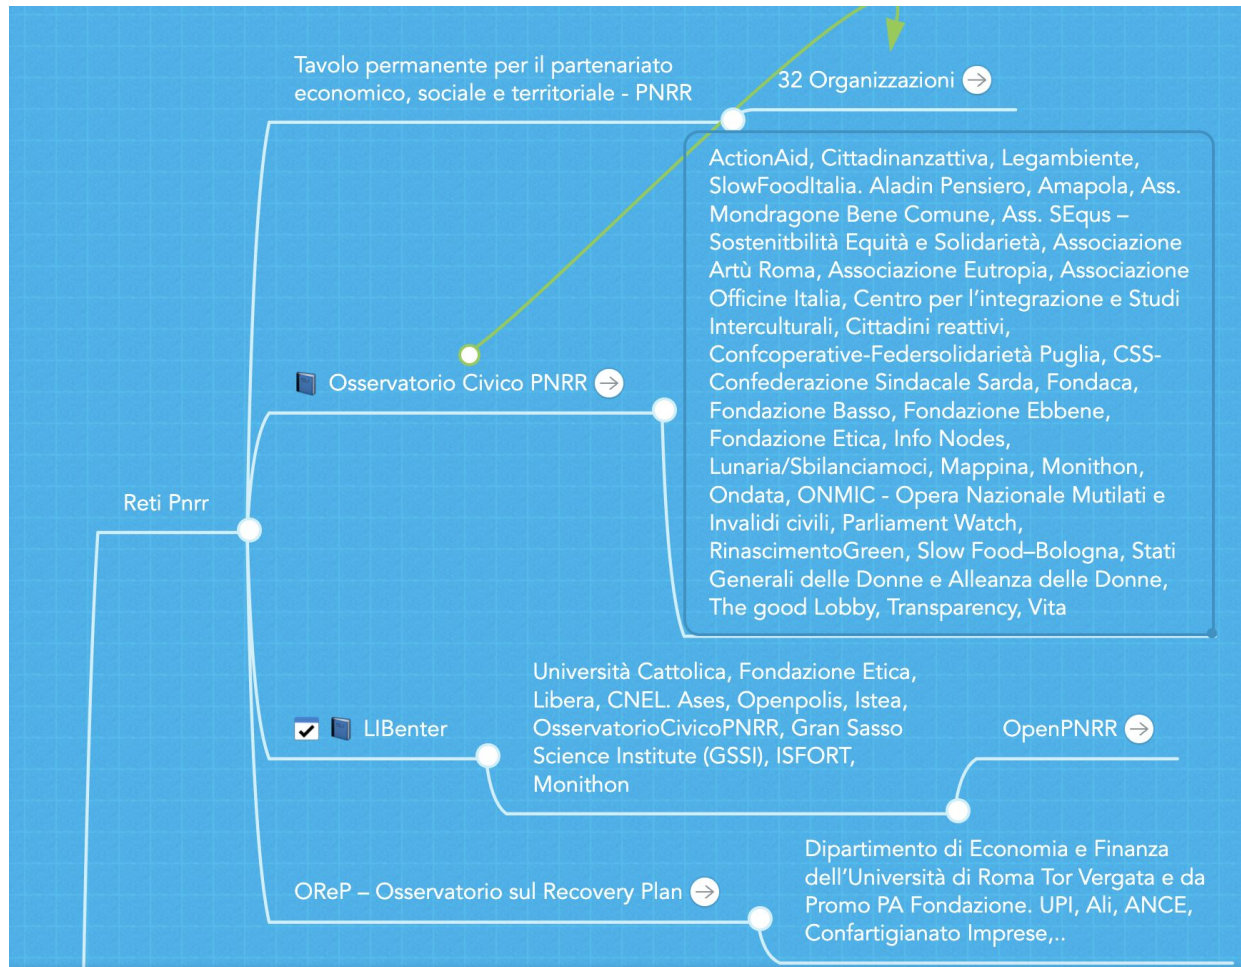 Tavolo permanente per il partenariato
economico, sociale e territoriale - PNRR
32 Organizzazioni
ActionAid, Cittadinanzattiva, Legambiente,
SlowFoodItalia. Aladin Pensiero, Amapola, Ass.
Mondragone Bene Comune, Ass. SEqus –
Sostenitbilità Equità e Solidarietà, Associazione
Artù Roma, Associazione Eutropia, Associazione
Officine Italia, Centro per l’integrazione e Studi
Interculturali, Cittadini reattivi,
Confcoperative-Federsolidarietà Puglia, CSS-
Confederazione Sindacale Sarda, Fondaca,
Fondazione Basso, Fondazione Ebbene,
Fondazione Etica, Info Nodes,
Lunaria/Sbilanciamoci, Mappina, Monithon,
Ondata, ONMIC - Opera Nazionale Mutilati e
Invalidi civili, Parliament Watch,
RinascimentoGreen, Slow Food–Bologna, Stati
Generali delle Donne e Alleanza delle Donne,
The good Lobby, Transparency, Vita
Osservatorio Civico PNRR
Reti Pnrr
LIBenter
Università Cattolica, Fondazione Etica,
Libera, CNEL. Ases, Openpolis, Istea,
OsservatorioCivicoPNRR, Gran Sasso
Science Institute (GSSI), ISFORT,
Monithon
OpenPNRR
OReP – Osservatorio sul Recovery Plan
Dipartimento di Economia e Finanza
dell’Università di Roma Tor Vergata e da
Promo PA Fondazione. UPI, Ali, ANCE,
Confartigianato Imprese,..